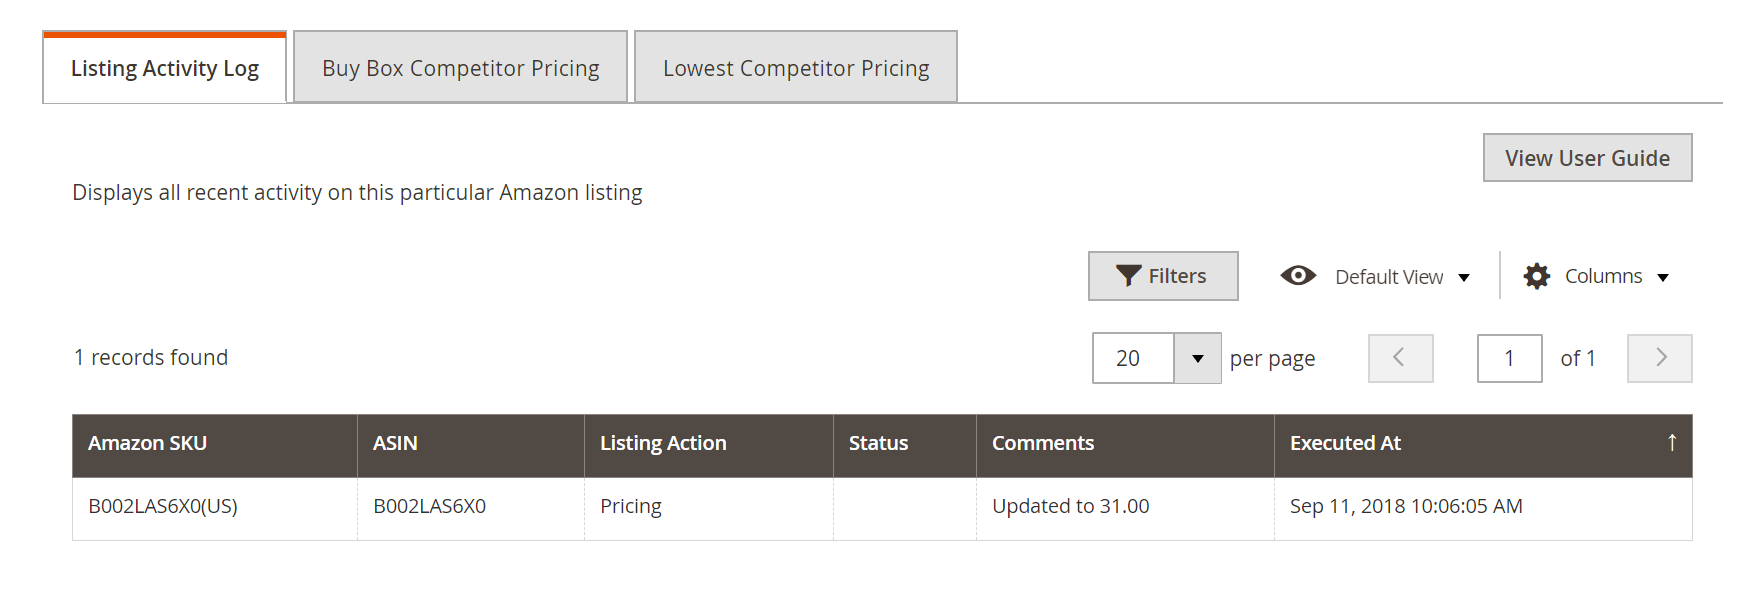 Listing Activity Log Buy Box Competitor Pricing Lowest Competitor Pricing
View User Guide
Displays all recent activity on this particular Amazon listing
Filters Default View Columns
1 records found 20 per page 1 of 1
Amazon SKU ASIN Listing Action Status Comments Executed At ↑
B002LAS6X0(US) B002LAS6X0 Pricing Updated to 31.00 Sep 11, 2018 10:06:05 AM